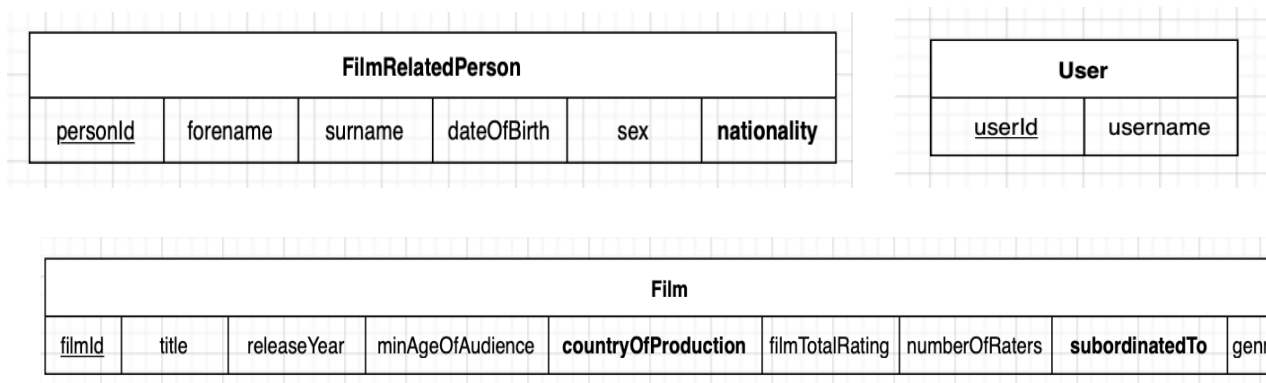 FilmRelatedPerson
personId forename surname dateOfBirth sex nationality
User
userId username
Film
filmId title releaseYear minAgeOfAudience countryOfProduction filmTotalRating numberOfRaters subordinatedTo